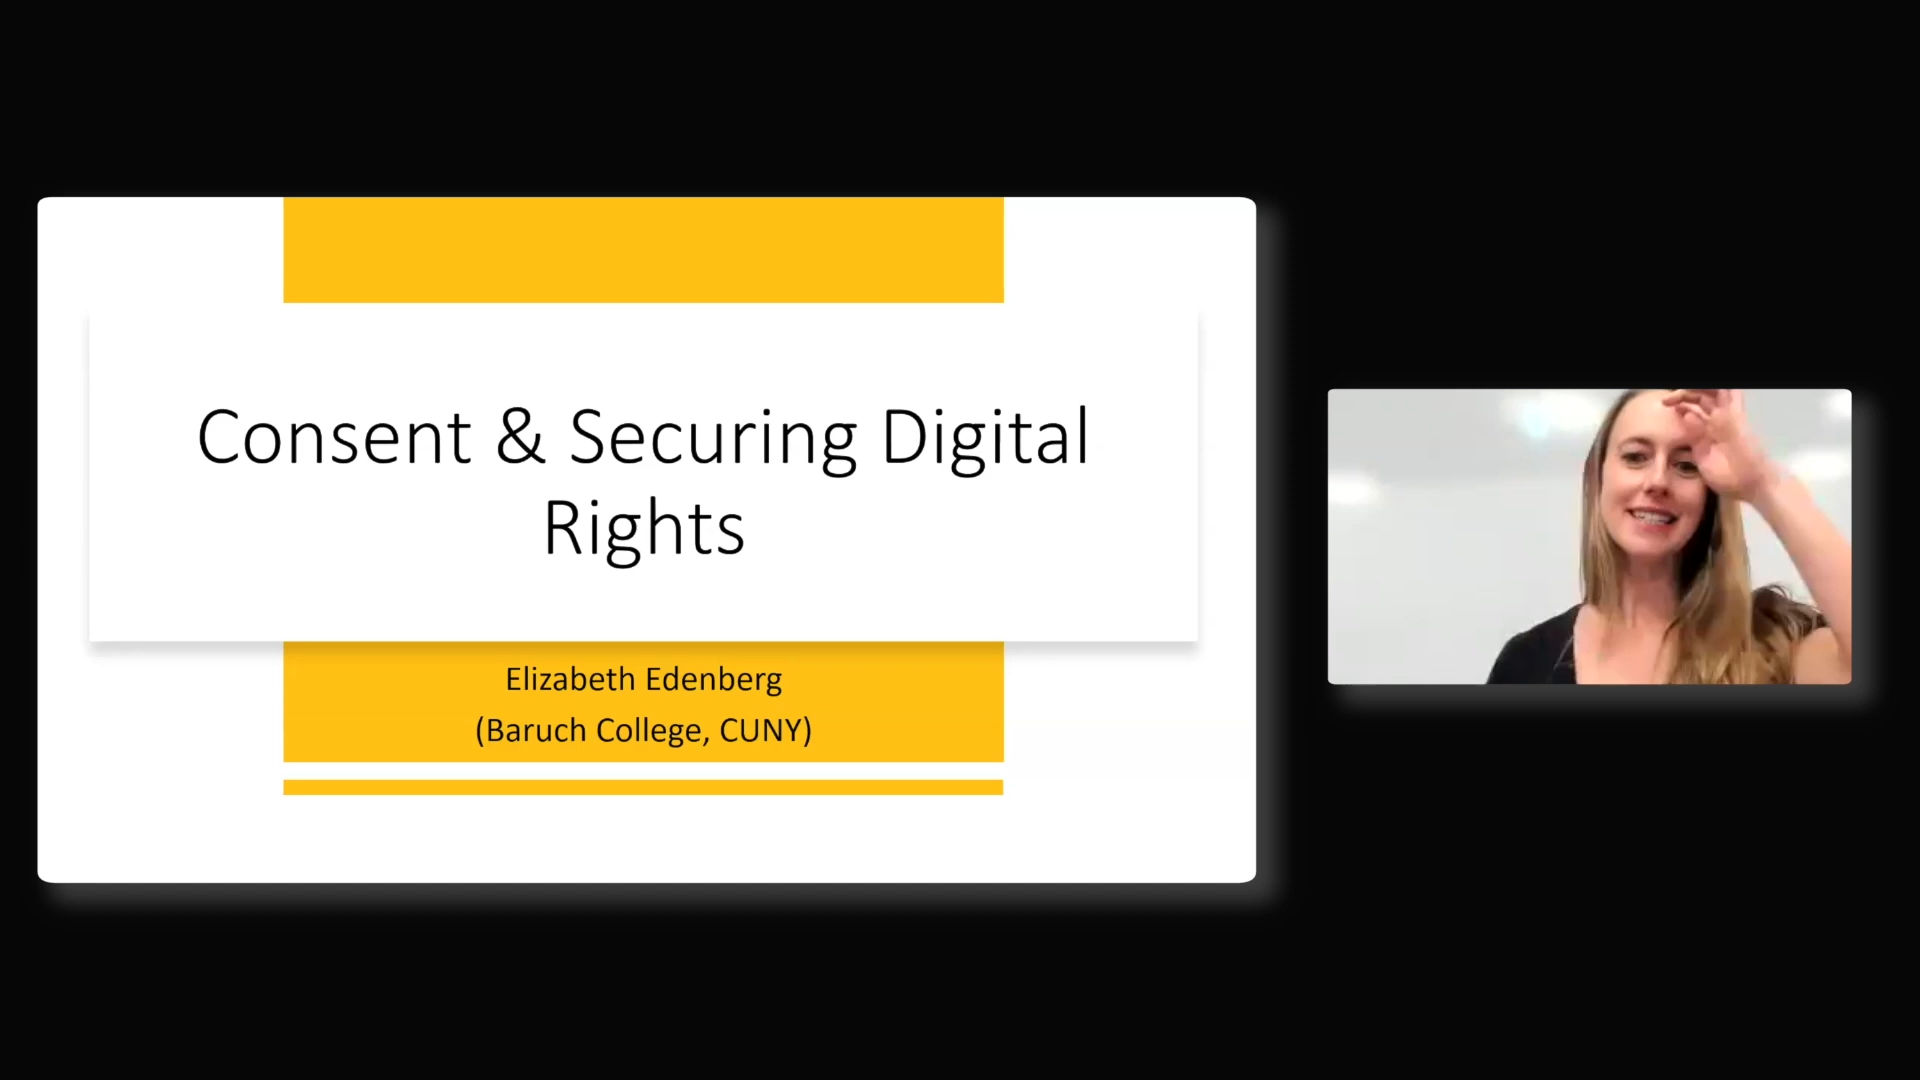 Consent & Securing Digital
Rights
Elizabeth Edenberg
(Baruch College, CUNY)